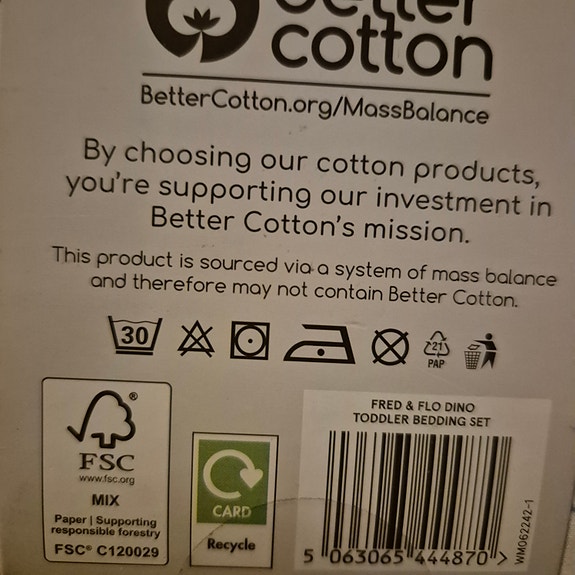 better
cotton
BetterCotton.org/MassBalance
By choosing our cotton products,
you're supporting our investment in
Better Cotton's mission.
This product is sourced via a system of mass balance
and therefore may not contain Better Cotton.
30
21
PAP
®
FSC
www.fsc.org
MIX
Paper | Supporting
responsible forestry
FSC® C120029
CARD
Recycle
FRED & FLO DINO
TODDLER BEDDING SET
5 063065 444870 >
WM062242-1